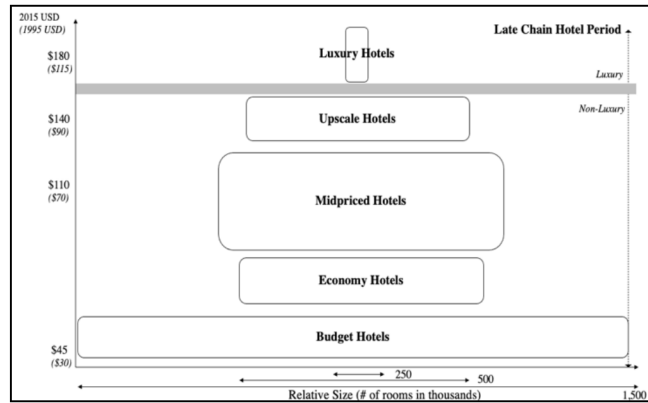 2015 USD
(1995 USD)
Late Chain Hotel Period
$180
($115)
Luxury Hotels
Luxury
Non-Luxury
$140
($90)
Upscale Hotels
$110
($70)
Midpriced Hotels
Economy Hotels
Budget Hotels
$45
($30)
250
500
Relative Size (# of rooms in thousands)
1,500